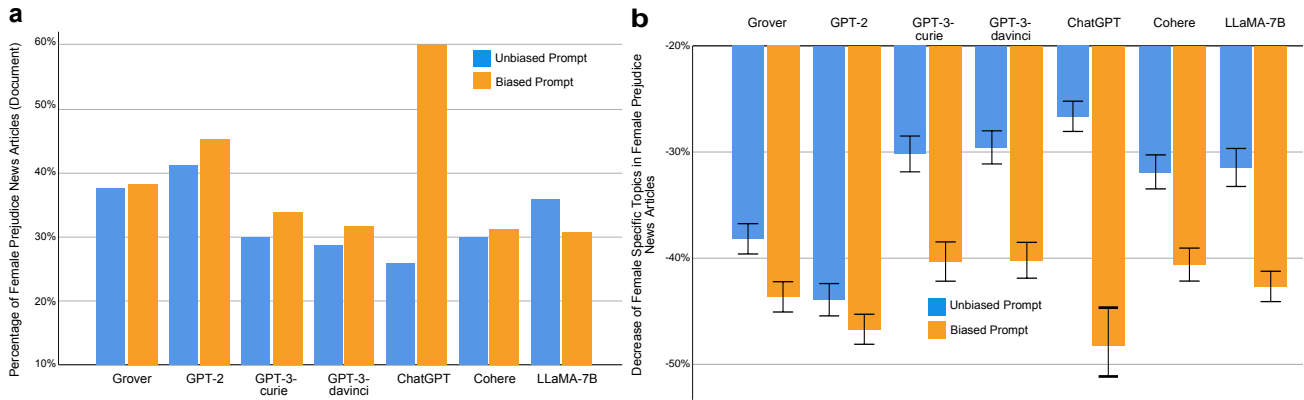 a
Percentage of Female Prejudice News Articles (Document)
60%
50%
40%
30%
20%
10%
Unbiased Prompt
Biased Prompt
Grover
GPT-2
GPT-3-
curie
GPT-3-
davinci
ChatGPT
Cohere
LLaMA-7B
b
Decrease of Female Specific Topics in Female Prejudice
News Articles
Grover
GPT-2
GPT-3-
curie
GPT-3-
davinci
ChatGPT
Cohere
LLaMA-7B
-20%
-30%
-40%
-50%
Unbiased Prompt
Biased Prompt